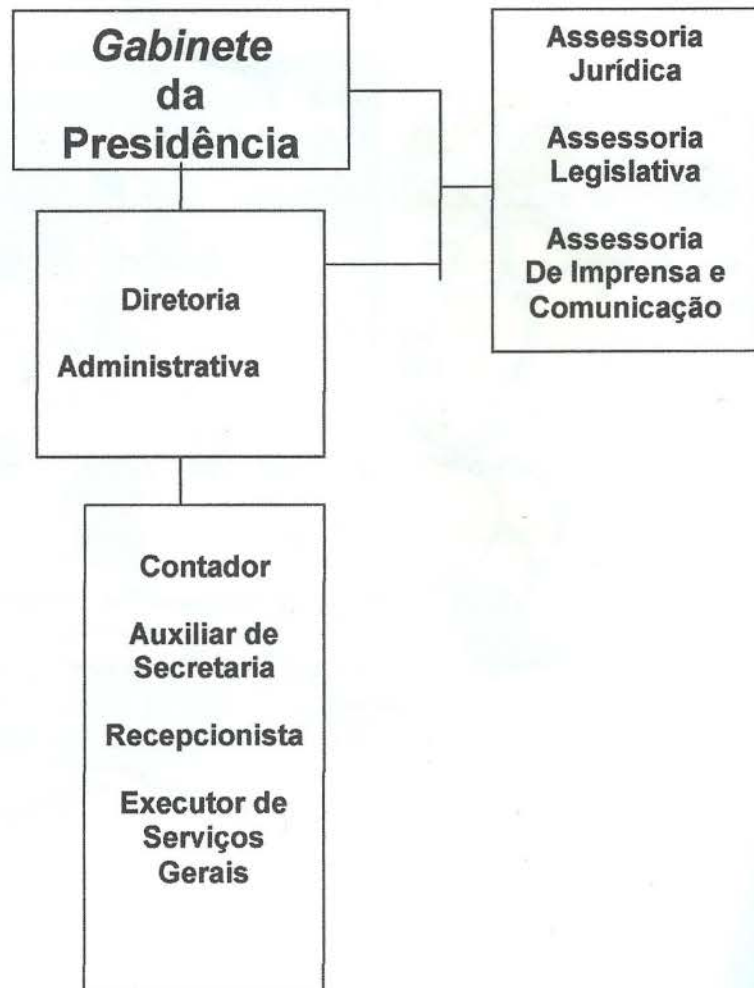 Gabinete
da
Presidência
Assessoria
Jurídica
Assessoria
Legislativa
Assessoria
De Imprensa e
Comunicação
Diretoria
Administrativa
Contador
Auxiliar de
Secretaria
Recepcionista
Executor de
Serviços
Gerais